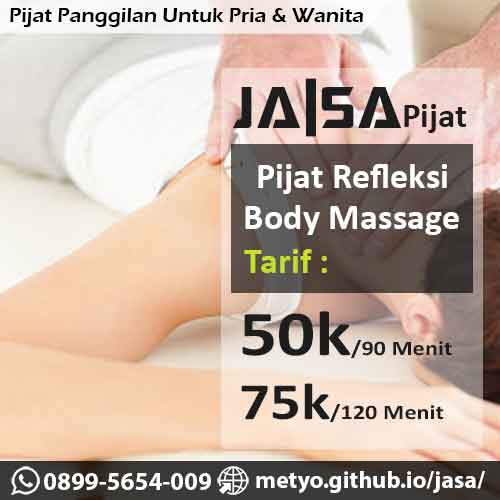 Pijat Panggilan Untuk Pria & Wanita
JA|SA Pijat
Pijat Refleksi
Body Massage
Tarif :
50k/90 Menit
75k/120 Menit
0899-5654-009 metyo.github.io/jasa/